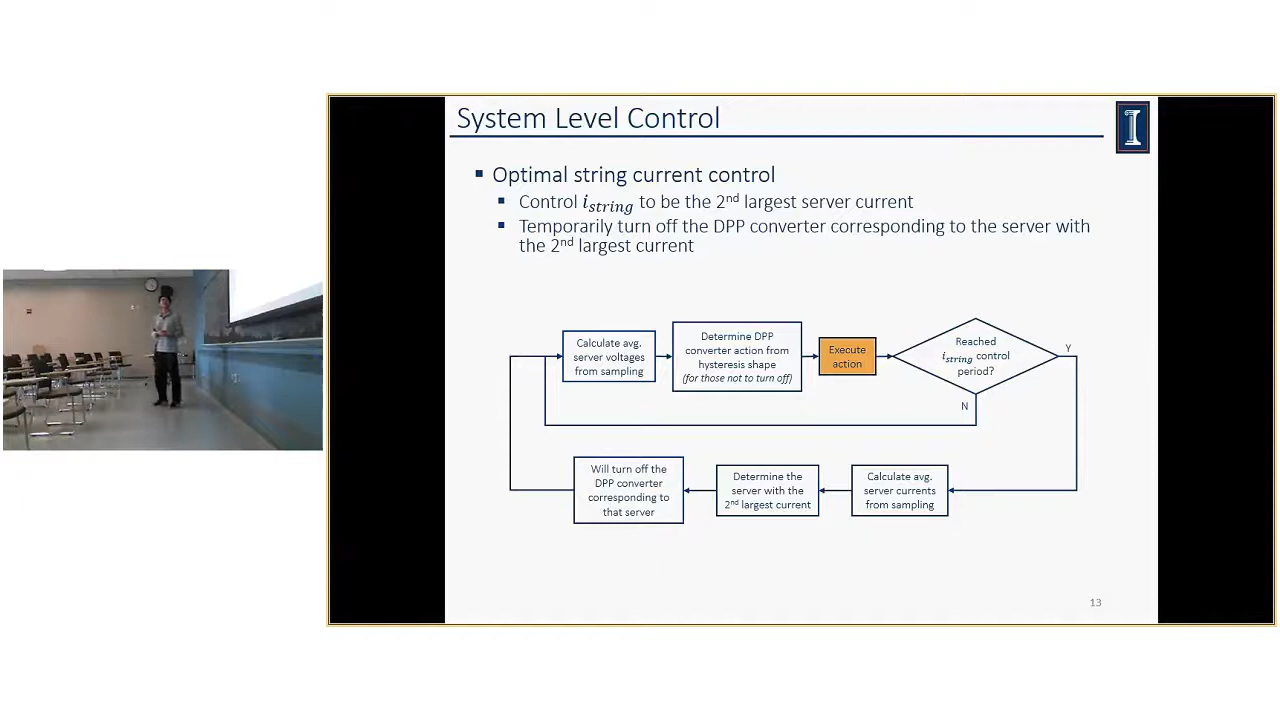 System Level Control
▪ Optimal string current control
▪ Control i_string to be the 2nd largest server current
▪ Temporarily turn off the DPP converter corresponding to the server with
the 2nd largest current
Calculate avg.
server voltages
from sampling
Determine DPP
converter action from
hysteresis shape
(for those not to turn off)
Execute
action
Reached
i_string control
period?
Y
N
Will turn off the
DPP converter
corresponding to
that server
Determine the
server with the
2nd largest current
Calculate avg.
server currents
from sampling
13